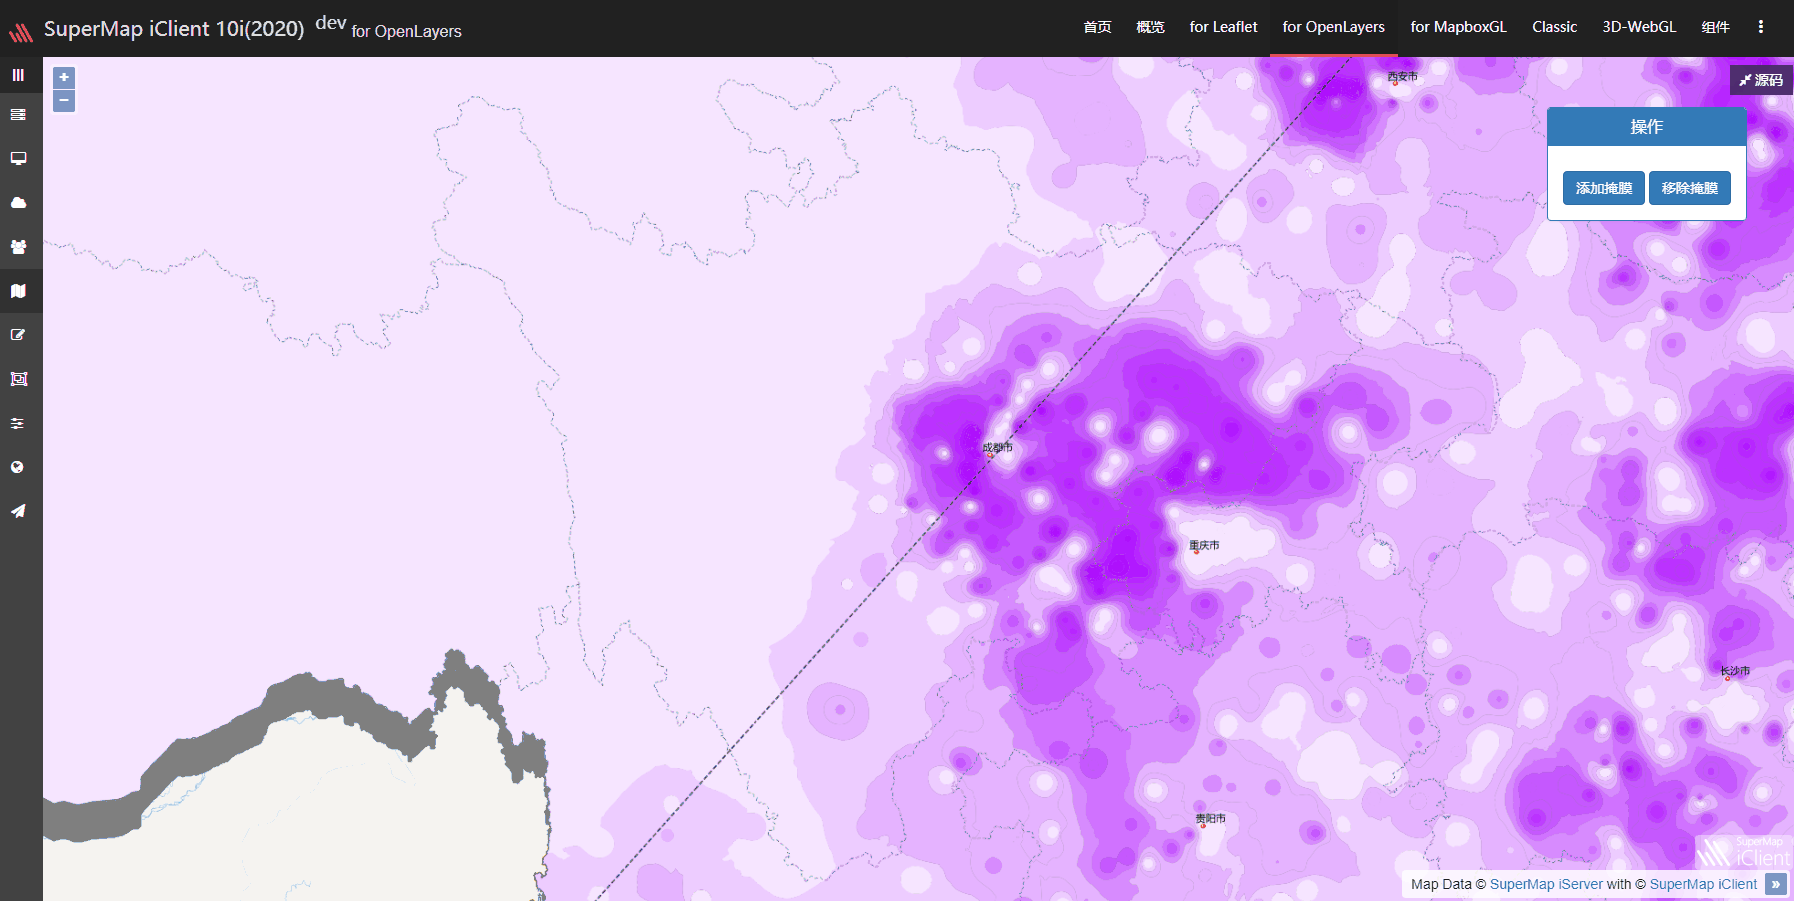 SuperMap iClient 10i(2020) dev for OpenLayers
首页 概览 for Leaflet for OpenLayers for MapboxGL Classic 3D-WebGL 组件
+
−
源码
操作
添加掩膜 移除掩膜
西安市
成都市
重庆市
长沙市
贵阳市
SuperMap
iClient
Map Data © SuperMap iServer with © SuperMap iClient »